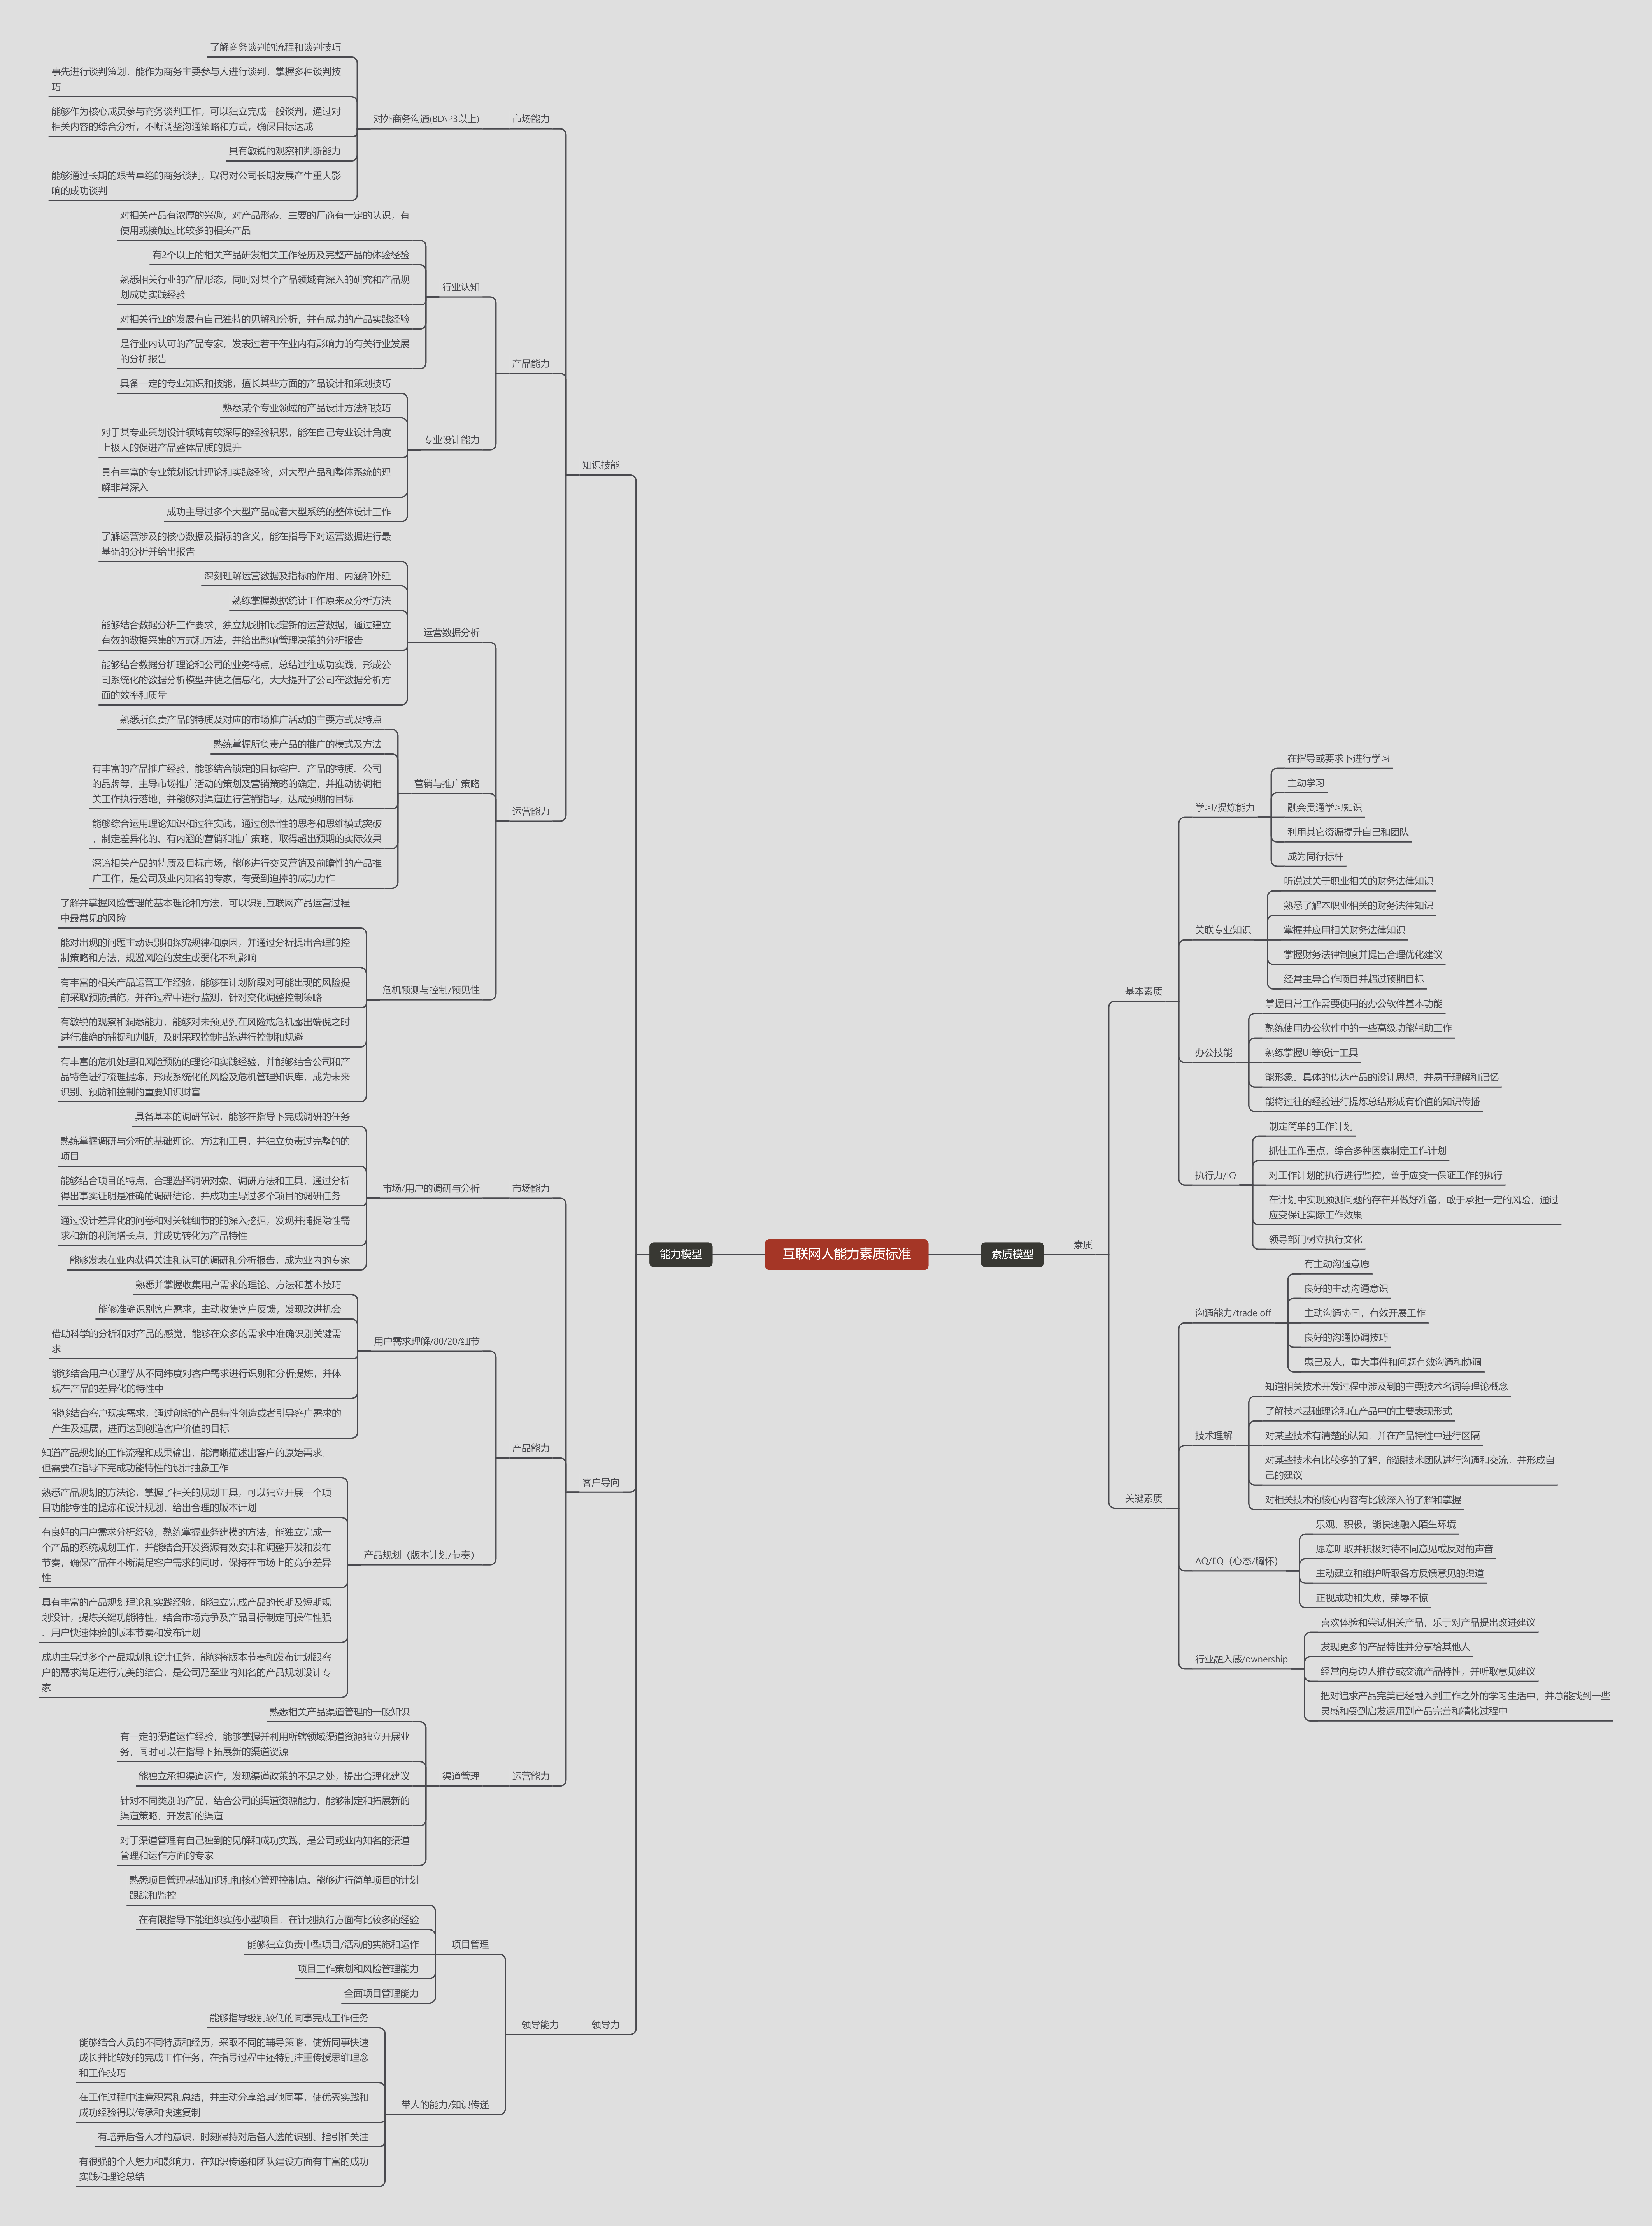 互联网人能力素质标准
能力模型
知识技能
市场能力
对外商务沟通(BD\P3以上)
了解商务谈判的流程和谈判技巧
事先进行谈判策划，能作为商务主要参与人进行谈判，掌握多种谈判技
巧
能够作为核心成员参与商务谈判工作，可以独立完成一般谈判，通过对
相关内容的综合分析，不断调整沟通策略和方式，确保目标达成
具有敏锐的观察和判断能力
能够通过长期的艰苦卓绝的商务谈判，取得对公司长期发展产生重大影
响的成功谈判
产品能力
行业认知
对相关产品有浓厚的兴趣，对产品形态、主要的厂商有一定的认识，有
使用或接触过比较多的相关产品
有2个以上的相关产品研发相关工作经历及完整产品的体验经验
熟悉相关行业的产品形态，同时对某个产品领域有深入的研究和产品规
划成功实践经验
对相关行业的发展有自己独特的见解和分析，并有成功的产品实践经验
是行业内认可的产品专家，发表过若干在业内有影响力的有关行业发展
的分析报告
专业设计能力
具备一定的专业知识和技能，擅长某些方面的产品设计和策划技巧
熟悉某个专业领域的产品设计方法和技巧
对于某专业策划设计领域有较深厚的经验积累，能在自己专业设计角度
上极大的促进产品整体品质的提升
具有丰富的专业策划设计理论和实践经验，对大型产品和整体系统的理
解非常深入
成功主导过多个大型产品或者大型系统的整体设计工作
运营能力
运营数据分析
了解运营涉及的核心数据及指标的含义，能在指导下对运营数据进行最
基础的分析并给出报告
深刻理解运营数据及指标的作用、内涵和外延
熟练掌握数据统计工作原来及分析方法
能够结合数据分析工作要求，独立规划和设定新的运营数据，通过建立
有效的数据采集的方式和方法，并给出影响管理决策的分析报告
能够结合数据分析理论和公司的业务特点，总结过往成功实践，形成公
司系统化的数据分析模型并使之信息化，大大提升了公司在数据分析方
面的效率和质量
营销与推广策略
熟悉所负责产品的特质及对应的市场推广活动的主要方式及特点
熟练掌握所负责产品的推广的模式及方法
有丰富的产品推广经验，能够结合锁定的目标客户、产品的特质、公司
的品牌等，主导市场推广活动的策划及营销策略的确定，并推动协调相
关工作执行落地，并能够对渠道进行营销指导，达成预期的目标
能够综合运用理论知识和过往实践，通过创新性的思考和思维模式突破
，制定差异化的、有内涵的营销和推广策略，取得超出预期的实际效果
深谙相关产品的特质及目标市场，能够进行交叉营销及前瞻性的产品推
广工作，是公司及业内知名的专家，有受到追捧的成功力作
危机预测与控制/预见性
了解并掌握风险管理的基本理论和方法，可以识别互联网产品运营过程
中最常见的风险
能对出现的问题主动识别和探究规律和原因，并通过分析提出合理的控
制策略和方法，规避风险的发生或弱化不利影响
有丰富的相关产品运营工作经验，能够在计划阶段对可能出现的风险提
前采取预防措施，并在过程中进行监测，针对变化调整控制策略
有敏锐的观察和洞悉能力，能够对未预见到在风险或危机露出端倪之时
进行准确的捕捉和判断，及时采取控制措施进行控制和规避
有丰富的危机处理和风险预防的理论和实践经验，并能够结合公司和产
品特色进行梳理提炼，形成系统化的风险及危机管理知识库，成为未来
识别、预防和控制的重要知识财富
客户导向
市场能力
市场/用户的调研与分析
具备基本的调研常识，能够在指导下完成调研的任务
熟练掌握调研与分析的基础理论、方法和工具，并独立负责过完整的的
项目
能够结合项目的特点，合理选择调研对象、调研方法和工具，通过分析
得出事实证明是准确的调研结论，并成功主导过多个项目的调研任务
通过设计差异化的问卷和对关键细节的的深入挖掘，发现并捕捉隐性需
求和新的利润增长点，并成功转化为产品特性
能够发表在业内获得关注和认可的调研和分析报告，成为业内的专家
产品能力
用户需求理解/80/20/细节
熟悉并掌握收集用户需求的理论、方法和基本技巧
能够准确识别客户需求，主动收集客户反馈，发现改进机会
借助科学的分析和对产品的感觉，能够在众多的需求中准确识别关键需
求
能够结合用户心理学从不同纬度对客户需求进行识别和分析提炼，并体
现在产品的差异化的特性中
能够结合客户现实需求，通过创新的产品特性创造或者引导客户需求的
产生及延展，进而达到创造客户价值的目标
产品规划（版本计划/节奏）
知道产品规划的工作流程和成果输出，能清晰描述出客户的原始需求，
但需要在指导下完成功能特性的设计抽象工作
熟悉产品规划的方法论，掌握了相关的规划工具，可以独立开展一个项
目功能特性的提炼和设计规划，给出合理的版本计划
有良好的用户需求分析经验，熟练掌握业务建模的方法，能独立完成一
个产品的系统规划工作，并能结合开发资源有效安排和调整开发和发布
节奏，确保产品在不断满足客户需求的同时，保持在市场上的竞争差异
性
具有丰富的产品规划理论和实践经验，能独立完成产品的长期及短期规
划设计，提炼关键功能特性，结合市场竞争及产品目标制定可操作性强
、用户快速体验的版本节奏和发布计划
成功主导过多个产品规划和设计任务，能够将版本节奏和发布计划跟客
户的需求满足进行完美的结合，是公司乃至业内知名的产品规划设计专
家
运营能力
渠道管理
熟悉相关产品渠道管理的一般知识
有一定的渠道运作经验，能够掌握并利用所辖领域渠道资源独立开展业
务，同时可以在指导下拓展新的渠道资源
能独立承担渠道运作，发现渠道政策的不足之处，提出合理化建议
针对不同类别的产品，结合公司的渠道资源能力，能够制定和拓展新的
渠道策略，开发新的渠道
对于渠道管理有自己独到的见解和成功实践，是公司或业内知名的渠道
管理和运作方面的专家
领导力
领导能力
项目管理
熟悉项目管理基础知识和和核心管理控制点。能够进行简单项目的计划
跟踪和监控
在有限指导下能组织实施小型项目，在计划执行方面有比较多的经验
能够独立负责中型项目/活动的实施和运作
项目工作策划和风险管理能力
全面项目管理能力
带人的能力/知识传递
能够指导级别较低的同事完成工作任务
能够结合人员的不同特质和经历，采取不同的辅导策略，使新同事快速
成长并比较好的完成工作任务，在指导过程中还特别注重传授思维理念
和工作技巧
在工作过程中注意积累和总结，并主动分享给其他同事，使优秀实践和
成功经验得以传承和快速复制
有培养后备人才的意识，时刻保持对后备人选的识别、指引和关注
有很强的个人魅力和影响力，在知识传递和团队建设方面有丰富的成功
实践和理论总结
素质模型
素质
基本素质
学习/提炼能力
在指导或要求下进行学习
主动学习
融会贯通学习知识
利用其它资源提升自己和团队
成为同行标杆
关联专业知识
听说过关于职业相关的财务法律知识
熟悉了解本职业相关的财务法律知识
掌握并应用相关财务法律知识
掌握财务法律制度并提出合理优化建议
经常主导合作项目并超过预期目标
办公技能
掌握日常工作需要使用的办公软件基本功能
熟练使用办公软件中的一些高级功能辅助工作
熟练掌握UI等设计工具
能形象、具体的传达产品的设计思想，并易于理解和记忆
能将过往的经验进行提炼总结形成有价值的知识传播
执行力/IQ
制定简单的工作计划
抓住工作重点，综合多种因素制定工作计划
对工作计划的执行进行监控，善于应变一保证工作的执行
在计划中实现预测问题的存在并做好准备，敢于承担一定的风险，通过
应变保证实际工作效果
领导部门树立执行文化
关键素质
沟通能力/trade off
有主动沟通意愿
良好的主动沟通意识
主动沟通协同，有效开展工作
良好的沟通协调技巧
惠己及人，重大事件和问题有效沟通和协调
技术理解
知道相关技术开发过程中涉及到的主要技术名词等理论概念
了解技术基础理论和在产品中的主要表现形式
对某些技术有清楚的认知，并在产品特性中进行区隔
对某些技术有比较多的了解，能跟技术团队进行沟通和交流，并形成自
己的建议
对相关技术的核心内容有比较深入的了解和掌握
AQ/EQ（心态/胸怀）
乐观、积极，能快速融入陌生环境
愿意听取并积极对待不同意见或反对的声音
主动建立和维护听取各方反馈意见的渠道
正视成功和失败，荣辱不惊
行业融入感/ownership
喜欢体验和尝试相关产品，乐于对产品提出改进建议
发现更多的产品特性并分享给其他人
经常向身边人推荐或交流产品特性，并听取意见建议
把对追求产品完美已经融入到工作之外的学习生活中，并总能找到一些
灵感和受到启发运用到产品完善和精化过程中